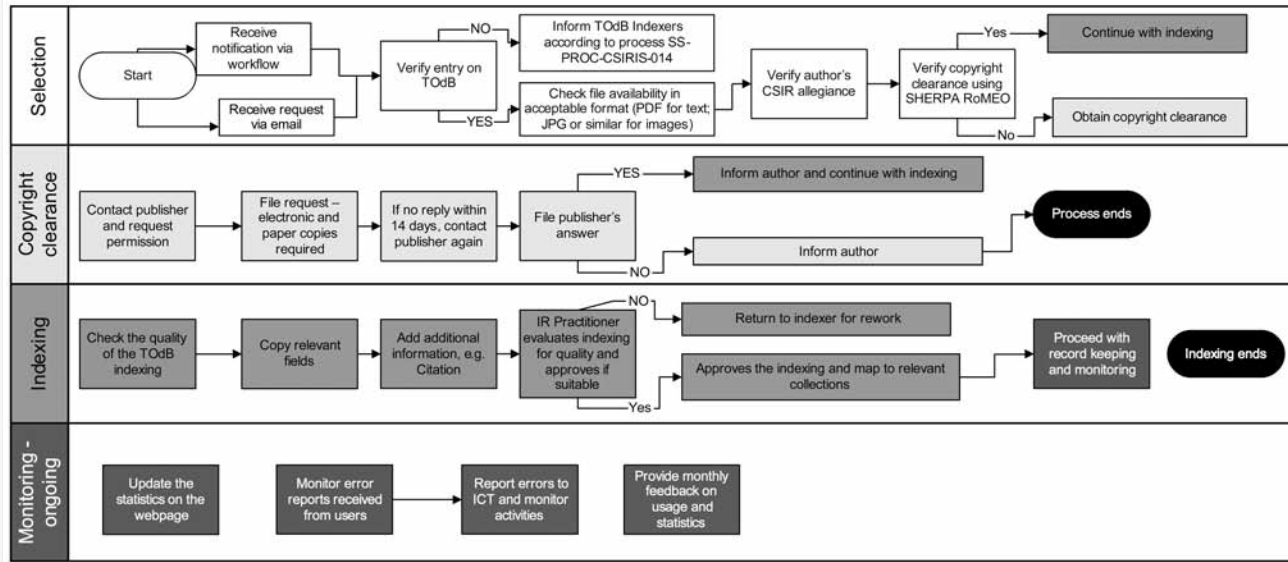 Selection
Start
Receive
notification via
workflow
Receive request
via email
Verify entry on
TOdB
NO
YES
Inform TOdB Indexers
according to process SS-
PROC-CSIRIS-014
Check file availability in
acceptable format (PDF for text;
JPG or similar for images)
Verify author's
CSIR allegiance
Verify copyright
clearance using
SHERPA RoMEO
Yes
No
Continue with indexing
Obtain copyright clearance
Copyright
clearance
Contact publisher
and request
permission
File request –
electronic and
paper copies
required
If no reply within
14 days, contact
publisher again
File publisher's
answer
YES
NO
Inform author and continue with indexing
Inform author
Process ends
Indexing
Check the quality
of the TOdB
indexing
Copy relevant
fields
Add additional
information, e.g.
Citation
IR Practitioner
evaluates indexing
for quality and
approves if
suitable
NO
Yes
Return to indexer for rework
Approves the indexing and map to relevant
collections
Proceed with
record keeping
and monitoring
Indexing ends
Monitoring -
ongoing
Update the
statistics on the
webpage
Monitor error
reports received
from users
Report errors to
ICT and monitor
activities
Provide monthly
feedback on
usage and
statistics